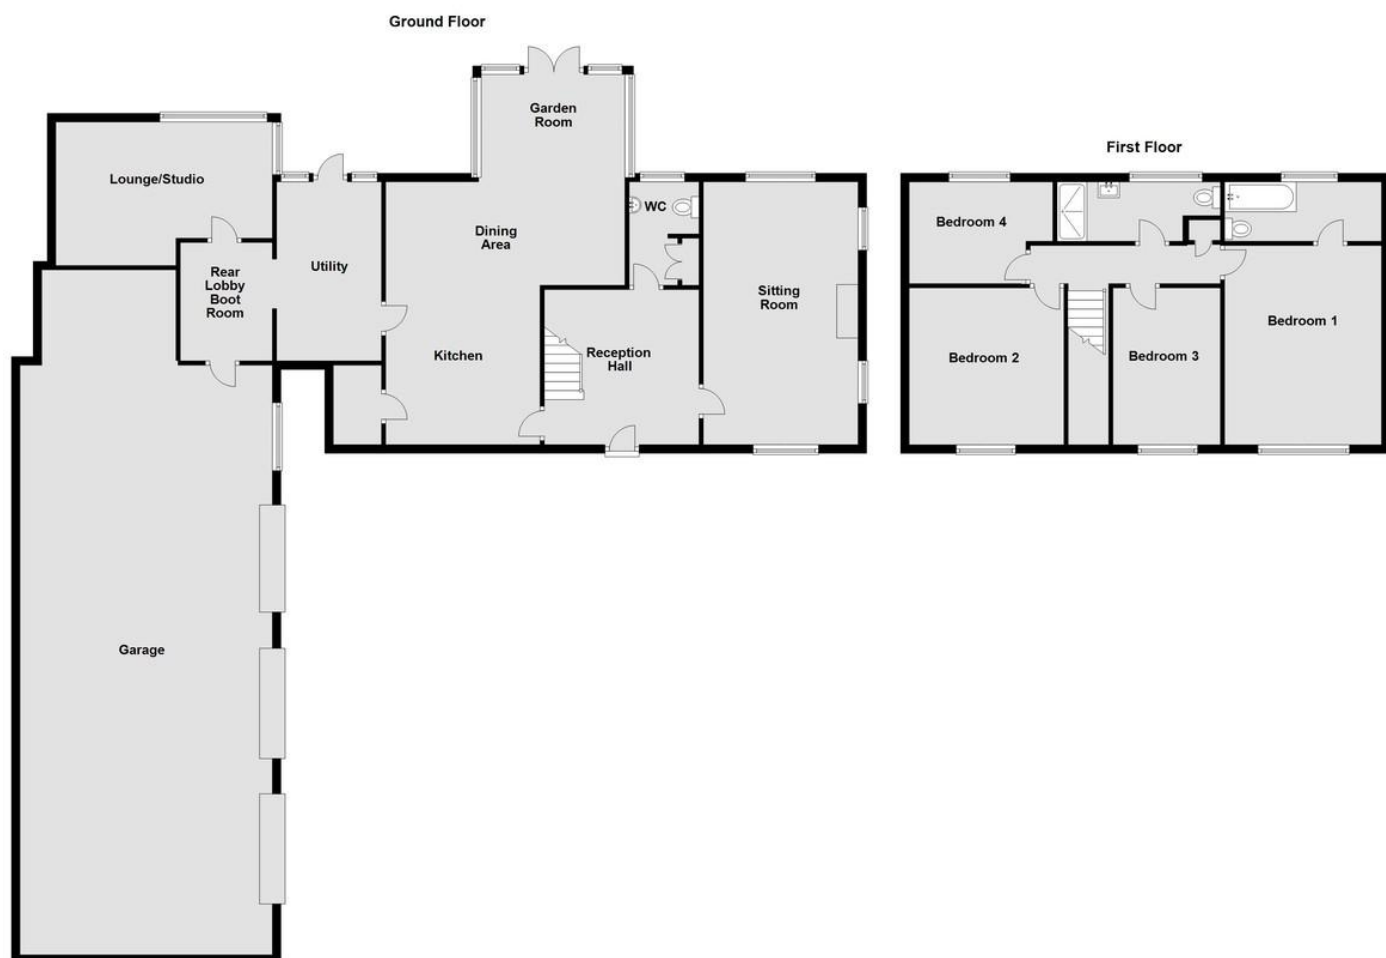 Ground Floor
Garden
Room
Lounge/Studio
WC
Dining
Area
Utility
Rear
Lobby
Boot
Room
Sitting
Room
Kitchen
Reception
Hall
Garage
First Floor
Bedroom 4
Bedroom 1
Bedroom 2
Bedroom 3